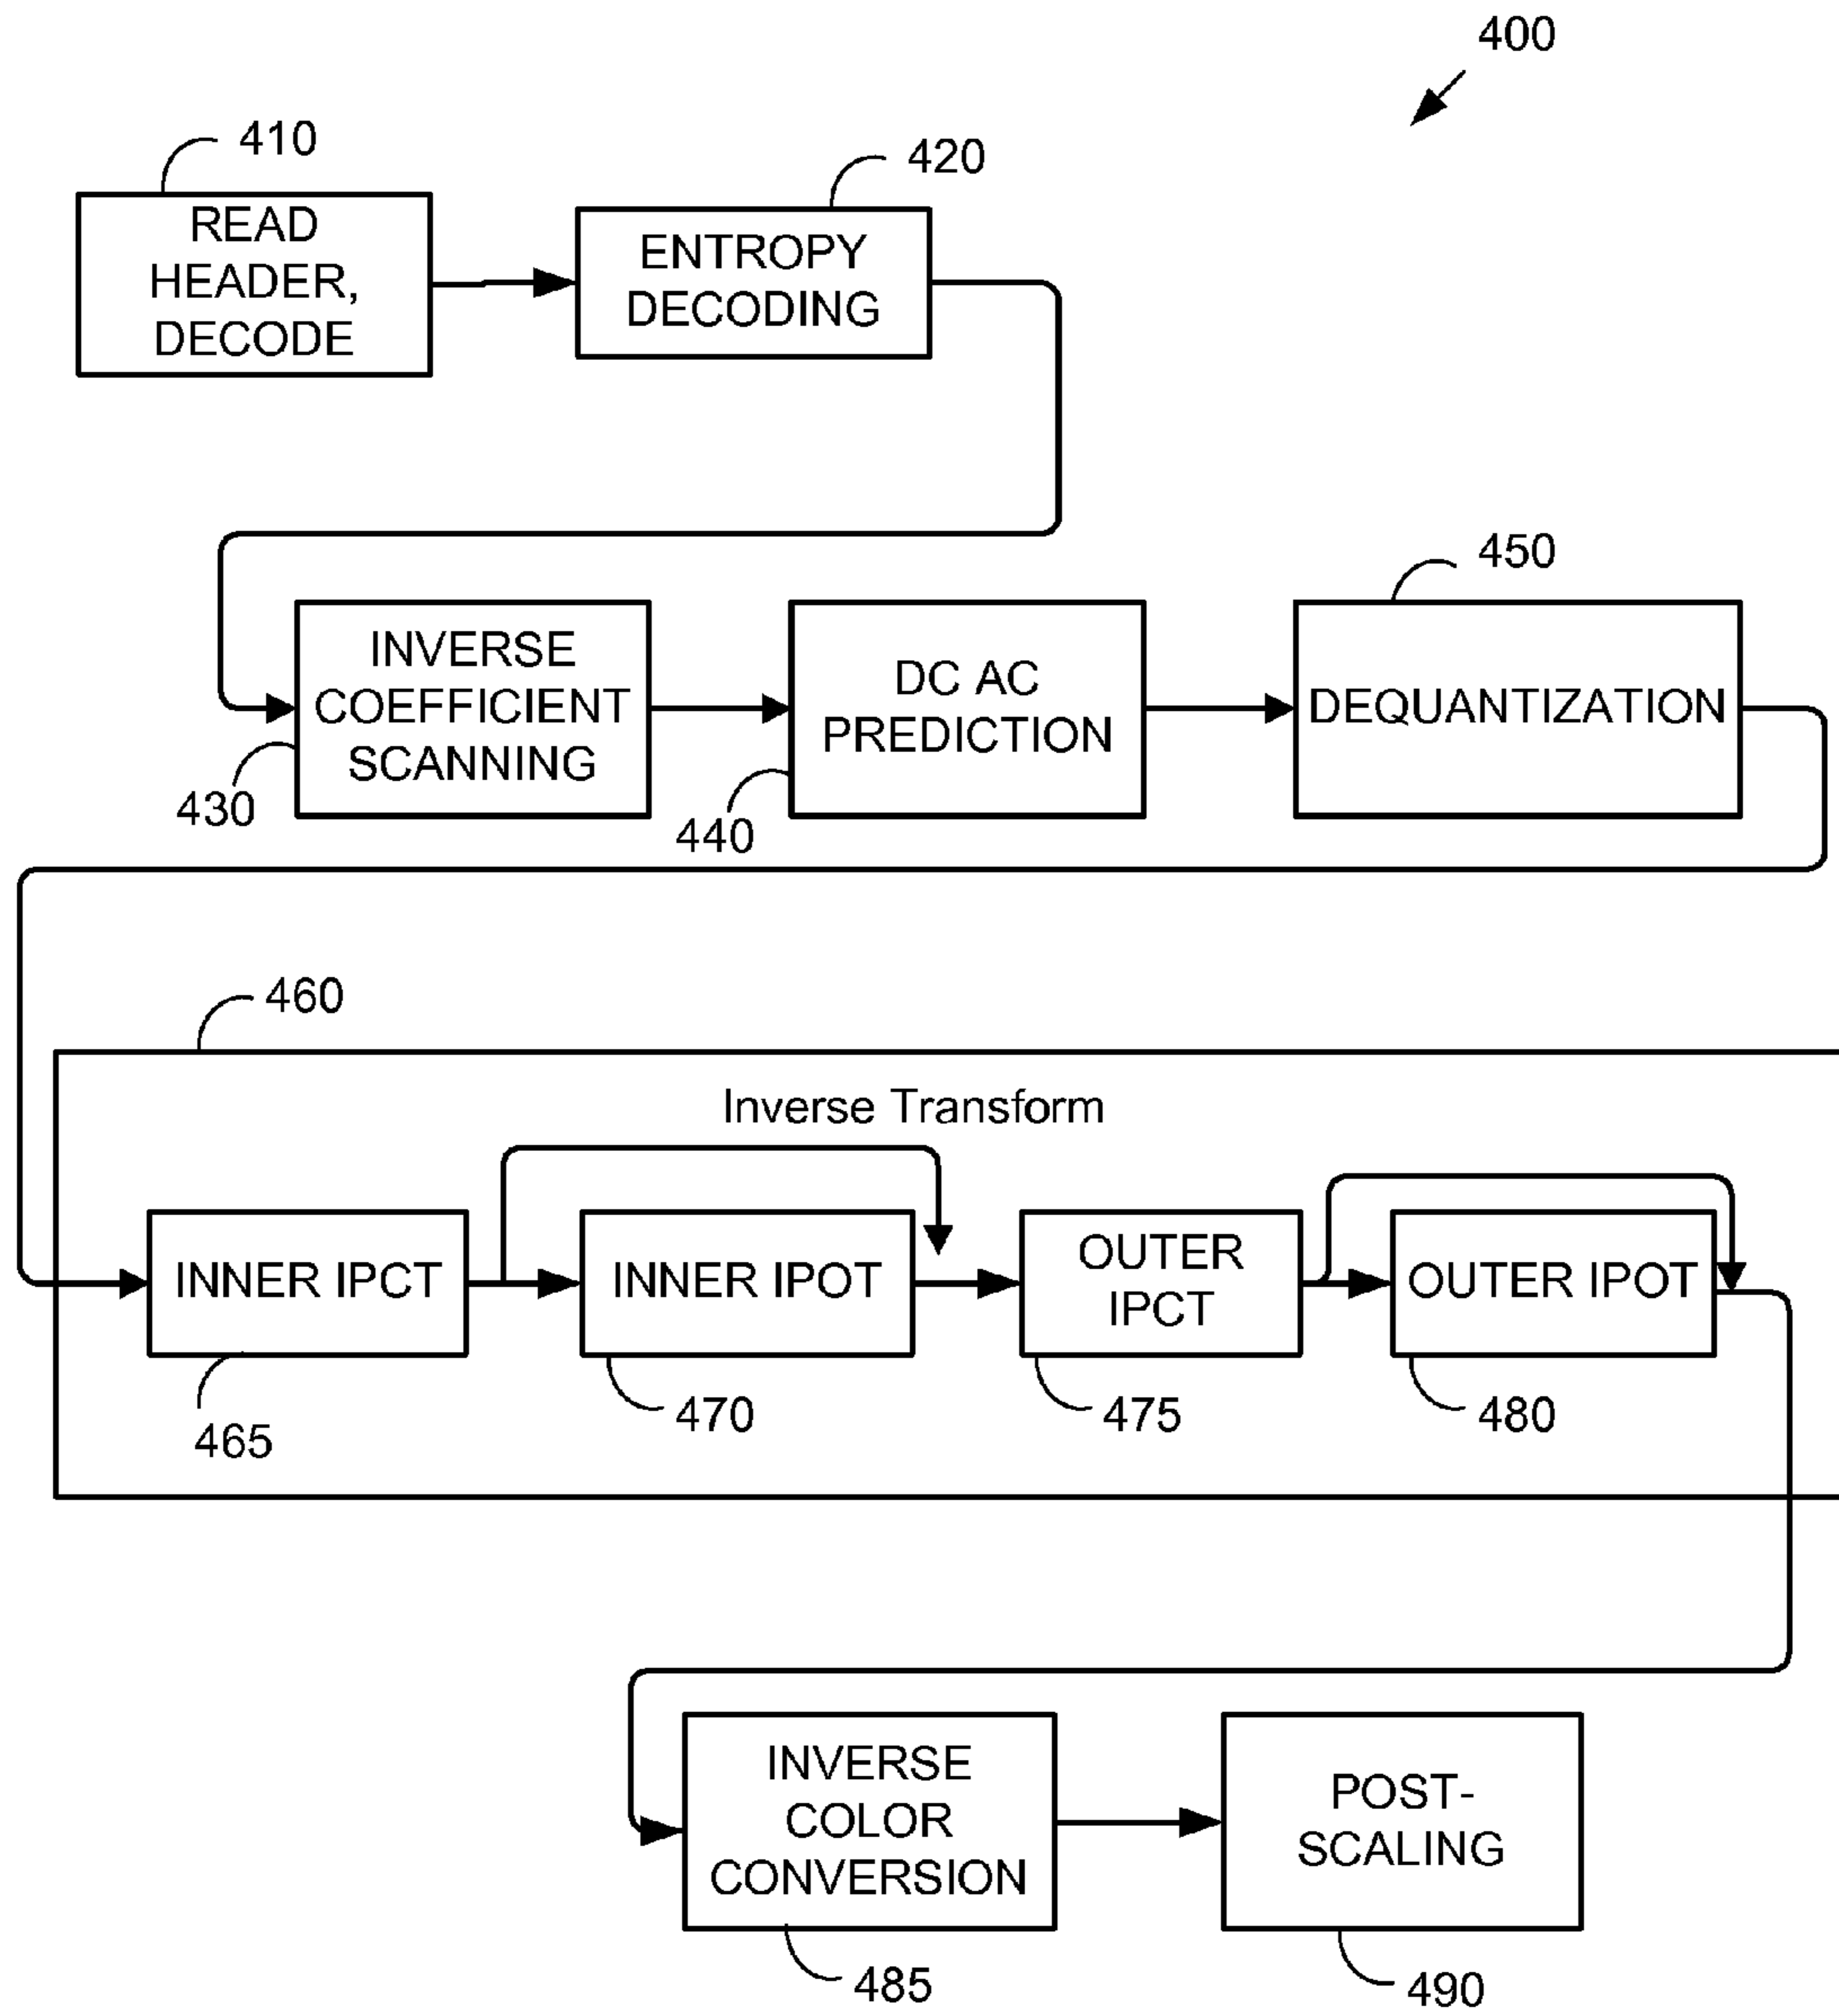 400
410
READ
HEADER,
DECODE
420
ENTROPY
DECODING
430
INVERSE
COEFFICIENT
SCANNING
440
DC AC
PREDICTION
450
DEQUANTIZATION
460
Inverse Transform
INNER IPCT
465
INNER IPOT
470
OUTER
IPCT
475
OUTER IPOT
480
INVERSE
COLOR
CONVERSION
485
POST-
SCALING
490